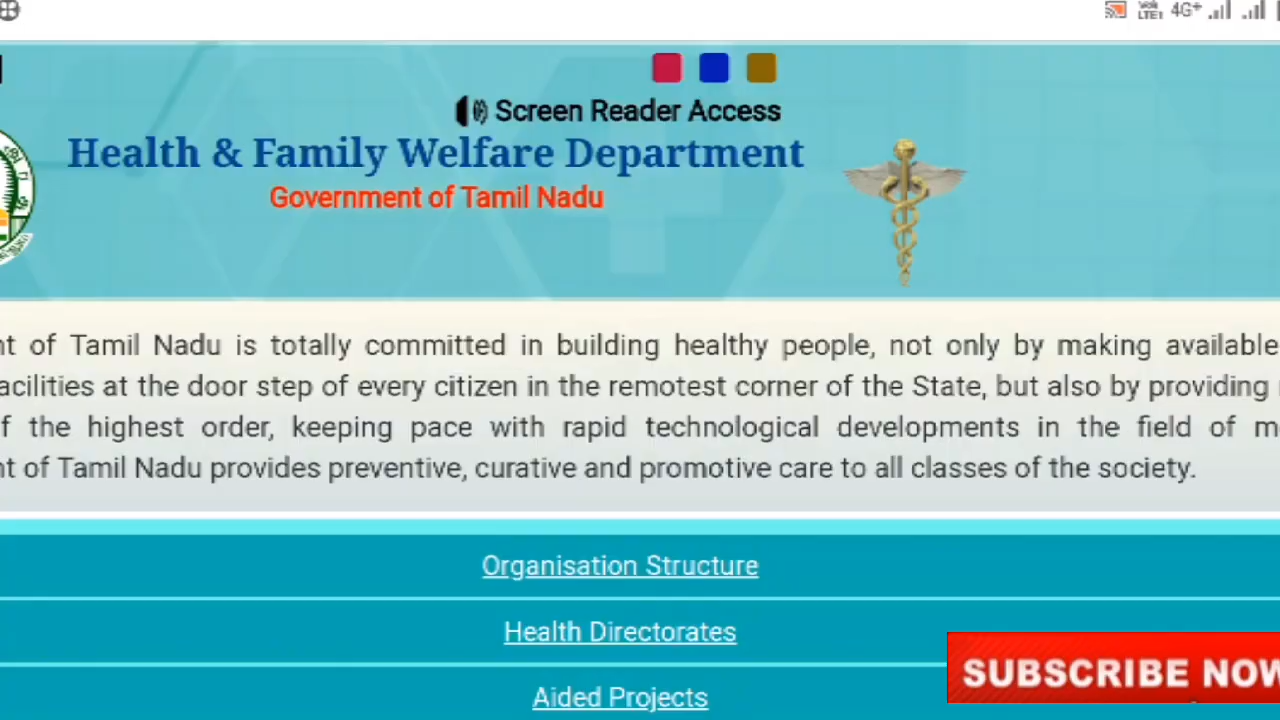 4G+
Screen Reader Access
Health & Family Welfare Department
Government of Tamil Nadu
of Tamil Nadu is totally committed in building healthy people, not only by making available
at the door step of every citizen in the remotest corner of the State, but also by providing
the highest order, keeping pace with rapid technological developments in the field of
of Tamil Nadu provides preventive, curative and promotive care to all classes of the society.
Organisation Structure
Health Directorates
Aided Projects
SUBSCRIBE NOW